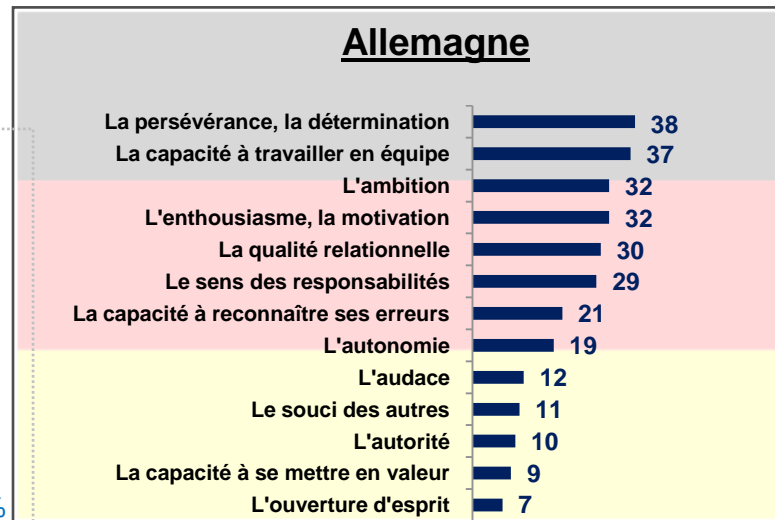 Allemagne
La persévérance, la détermination 38
La capacité à travailler en équipe 37
L'ambition 32
L'enthousiasme, la motivation 32
La qualité relationnelle 30
Le sens des responsabilités 29
La capacité à reconnaître ses erreurs 21
L'autonomie 19
L'audace 12
Le souci des autres 11
L'autorité 10
La capacité à se mettre en valeur 9
L'ouverture d'esprit 7
%